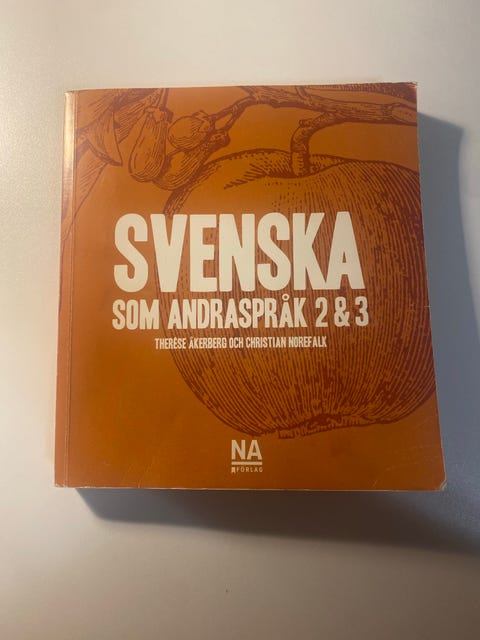 SVENSKA
SOM ANDRASPRÅK 2 & 3
THERÉSE ÅKERBERG OCH CHRISTIAN NOREFALK
NA
FÖRLAG